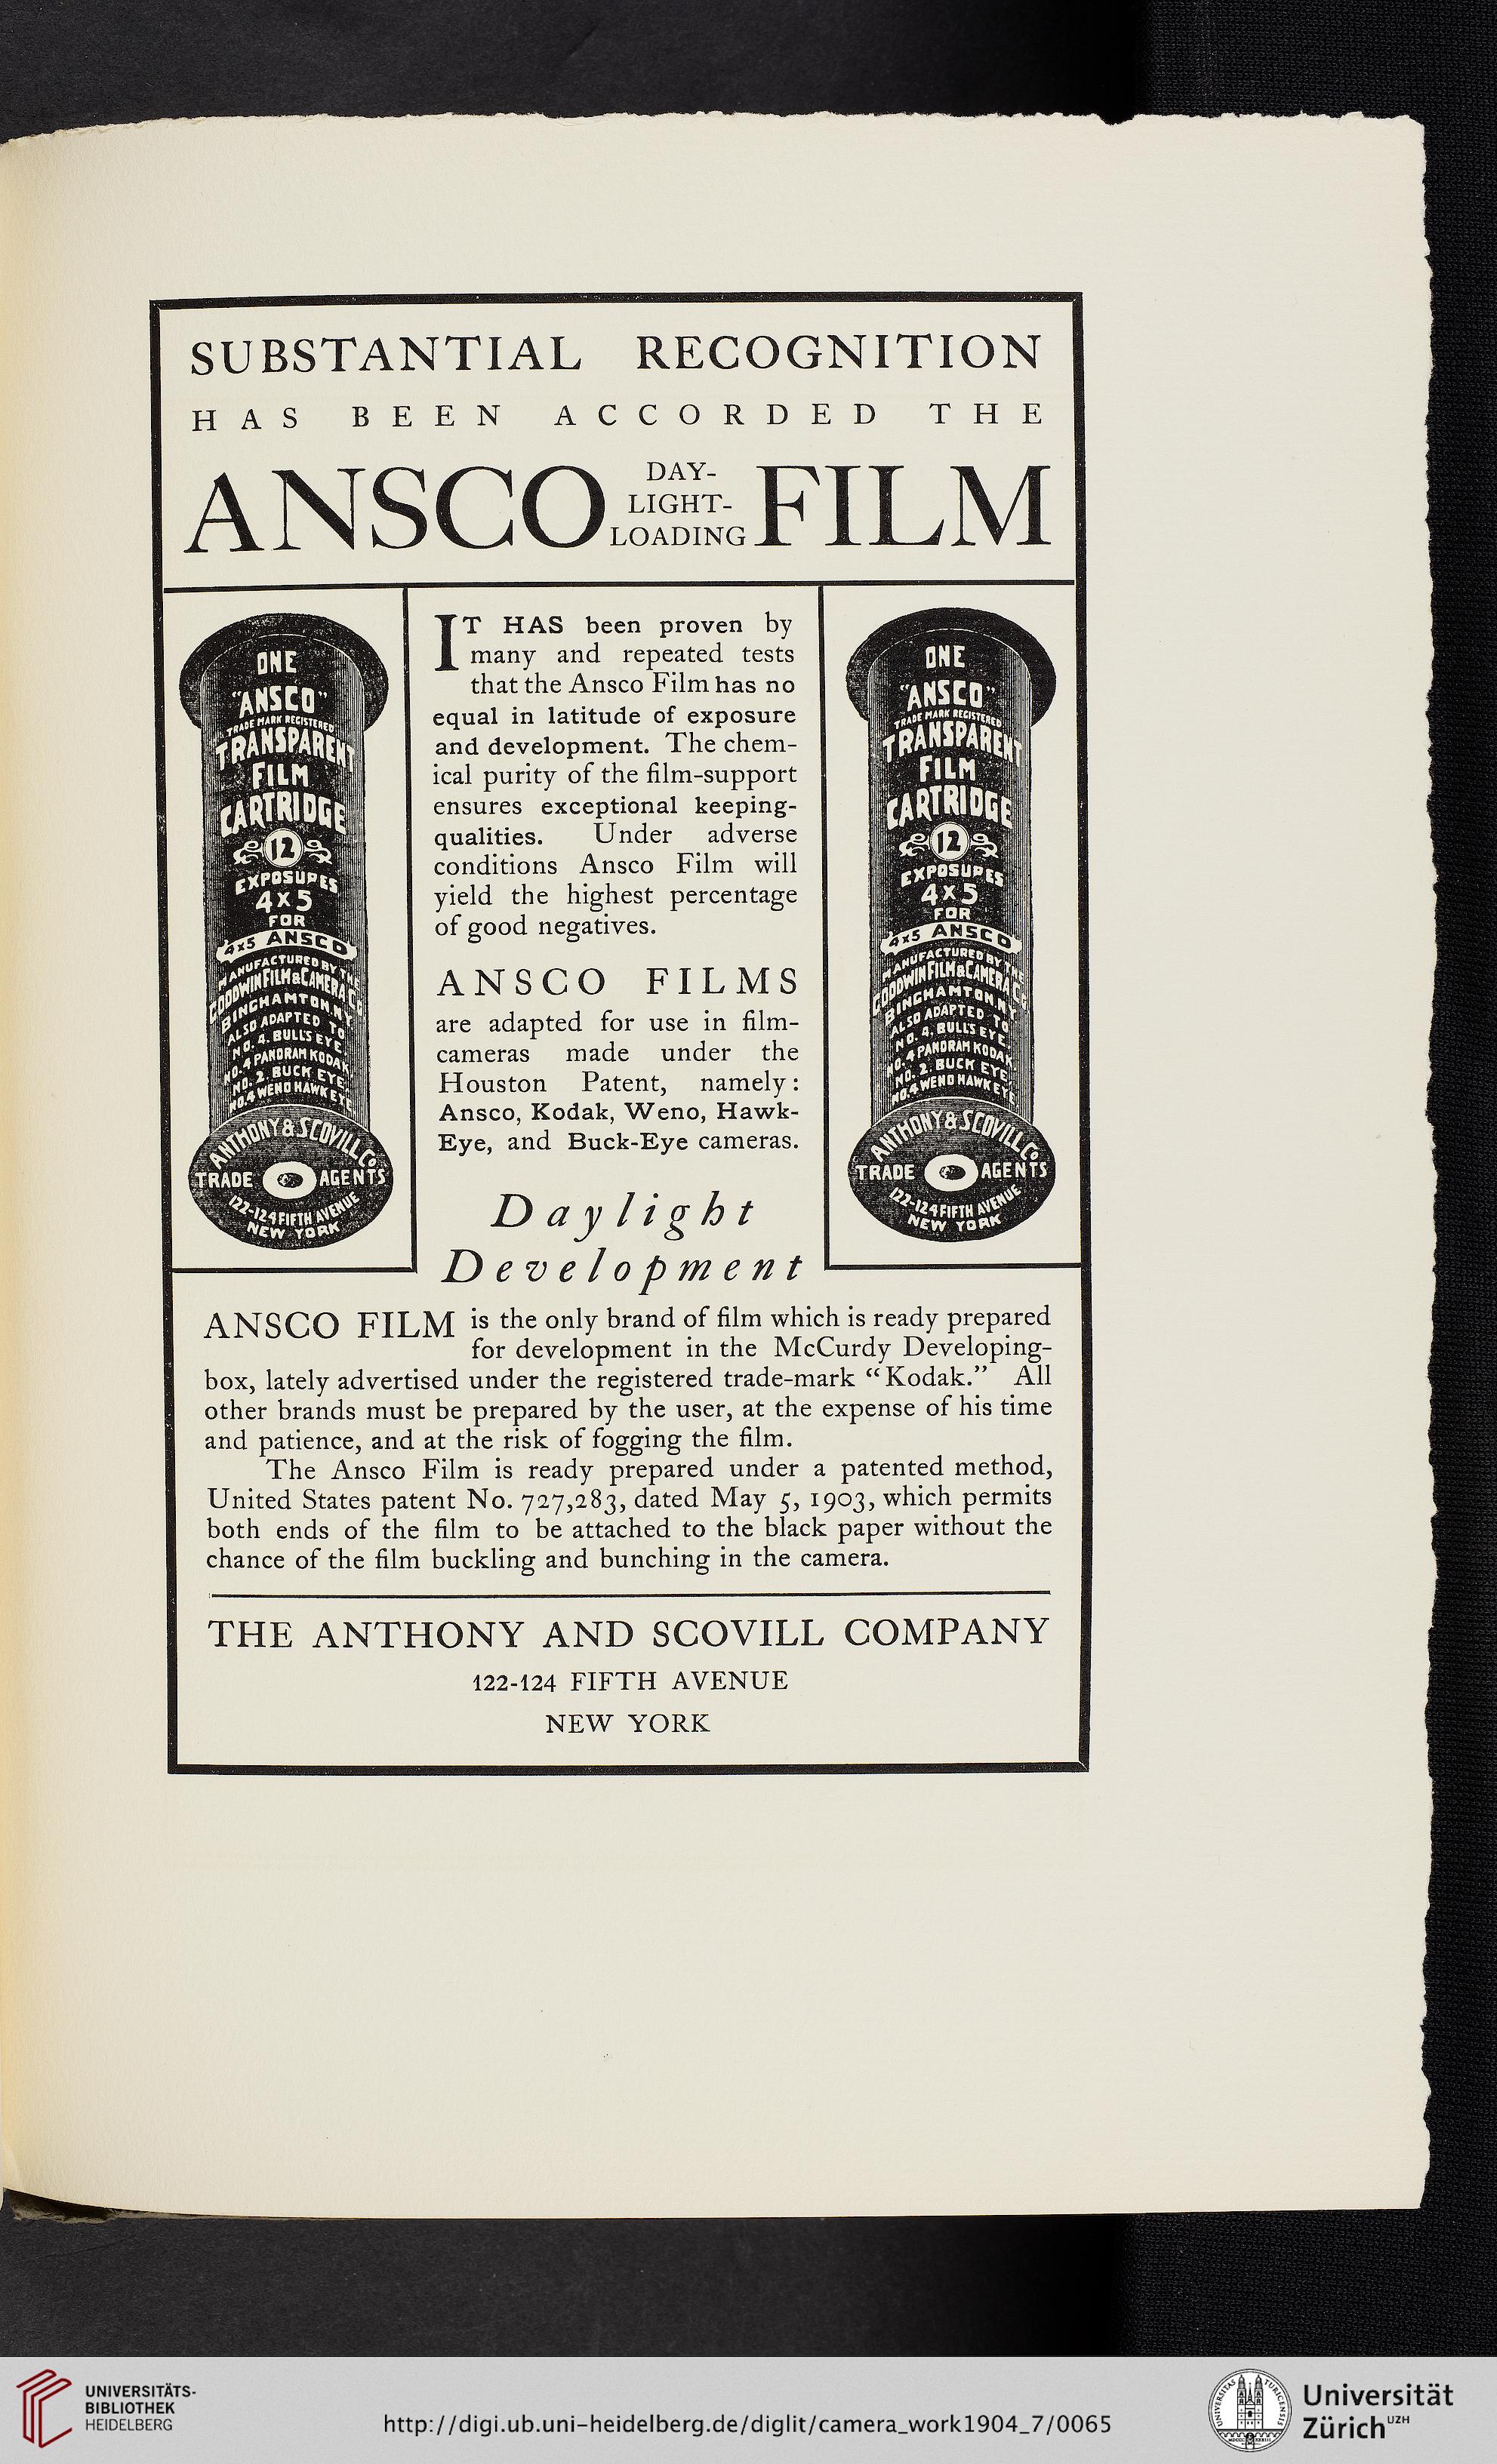 SUBSTANTIAL RECOGNITION
HAS BEEN ACCORDED THE
ANSCO DAY-
LIGHT-
LOADING FILM
ONE
"ANSCO"
TRADE MARK REGISTERED
TRANSPARENT
FILM
CARTRIDGE
12
EXPOSURES
4x5
FOR
4x5 ANSCO
MANUFACTURED BY THE
GOODWIN FILM & CAMERA Co
BINGHAMTON, N.Y.
ALSO ADAPTED TO
NO. 4. BULLS EYE
NO. 4 PANORAM KODAK
NO. 2. BUCK EYE
NO. 4 WENO HAWK EYE
ANTHONY & SCOVILL Co.
TRADE AGENTS
122-124 FIFTH AVENUE
NEW YORK
IT HAS been proven by
many and repeated tests
that the Ansco Film has no
equal in latitude of exposure
and development. The chem-
ical purity of the film-support
ensures exceptional keeping-
qualities. Under adverse
conditions Ansco Film will
yield the highest percentage
of good negatives.
ANSCO FILMS
are adapted for use in film-
cameras made under the
Houston Patent, namely:
Ansco, Kodak, Weno, Hawk-
Eye, and Buck-Eye cameras.
Daylight
Development
ONE
"ANSCO"
TRADE MARK REGISTERED
TRANSPARENT
FILM
CARTRIDGE
12
EXPOSURES
4x5
FOR
4x5 ANSCO
MANUFACTURED BY THE
GOODWIN FILM & CAMERA Co
BINGHAMTON, N.Y.
ALSO ADAPTED TO
NO. 4. BULLS EYE
NO. 4 PANORAM KODAK
NO. 2. BUCK EYE
NO. 4 WENO HAWK EYE
ANTHONY & SCOVILL Co.
TRADE AGENTS
122-124 FIFTH AVENUE
NEW YORK
ANSCO FILM is the only brand of film which is ready prepared
for development in the McCurdy Developing-
box, lately advertised under the registered trade-mark "Kodak." All
other brands must be prepared by the user, at the expense of his time
and patience, and at the risk of fogging the film.
The Ansco Film is ready prepared under a patented method,
United States patent No. 727,283, dated May 5, 1903, which permits
both ends of the film to be attached to the black paper without the
chance of the film buckling and bunching in the camera.
THE ANTHONY AND SCOVILL COMPANY
122-124 FIFTH AVENUE
NEW YORK
UNIVERSITÄTS-
BIBLIOTHEK
HEIDELBERG
http://digi.ub.uni-heidelberg.de/diglit/camera_work1904_7/0065
Universität
Zürich UZH